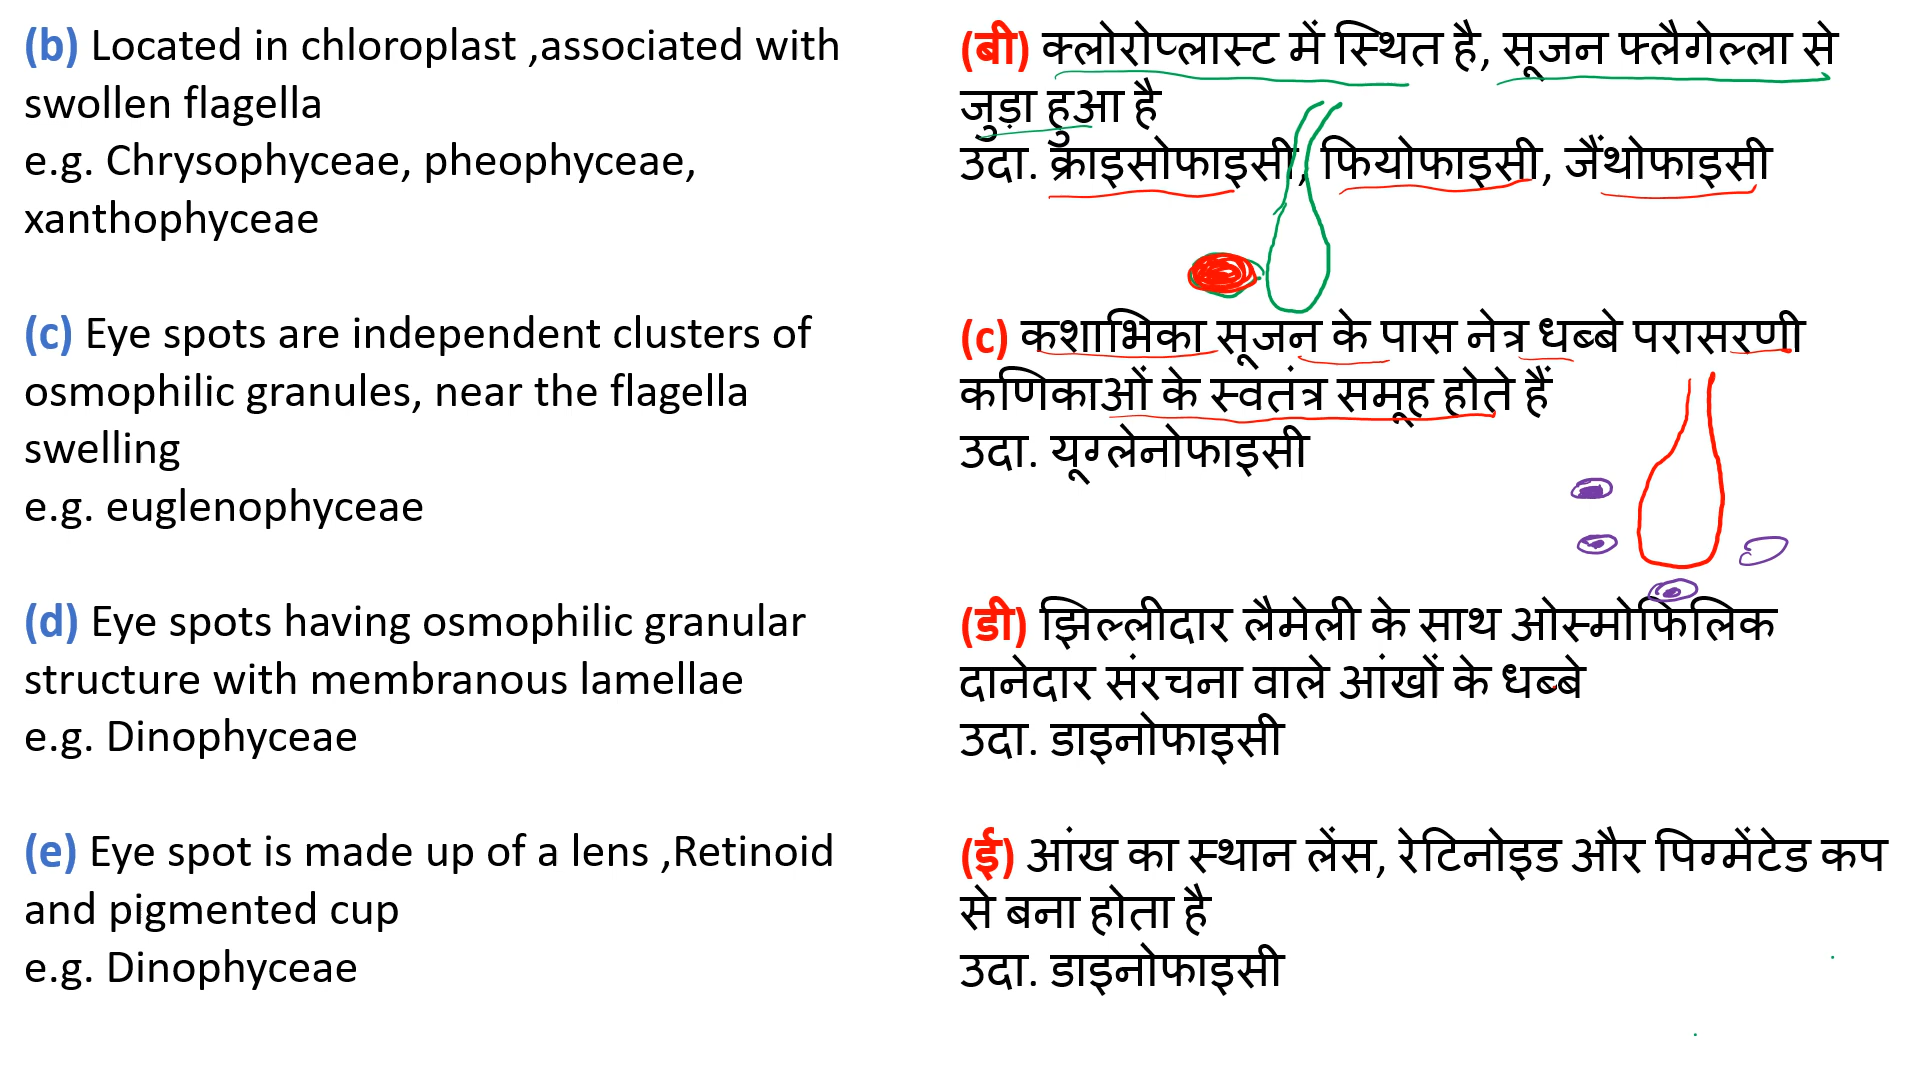 (b) Located in chloroplast ,associated with
swollen flagella
e.g. Chrysophyceae, pheophyceae,
xanthophyceae
(c) Eye spots are independent clusters of
osmophilic granules, near the flagella
swelling
e.g. euglenophyceae
(d) Eye spots having osmophilic granular
structure with membranous lamellae
e.g. Dinophyceae
(e) Eye spot is made up of a lens ,Retinoid
and pigmented cup
e.g. Dinophyceae
(बी) क्लोरोप्लास्ट में स्थित है, सूजन फ्लैगेल्ला से
जुड़ा हुआ है
उदा. क्राइसोफाइसी, फियोफाइसी, जैंथोफाइसी
(c) कशाभिका सूजन के पास नेत्र धब्बे परासरणी
कणिकाओं के स्वतंत्र समूह होते हैं
उदा. यूग्लेनोफाइसी
(डी) झिल्लीदार लैमेली के साथ ओस्मोफिलिक
दानेदार संरचना वाले आंखों के धब्बे
उदा. डाइनोफाइसी
(ई) आंख का स्थान लेंस, रेटिनोइड और पिग्मेंटेड कप
से बना होता है
उदा. डाइनोफाइसी